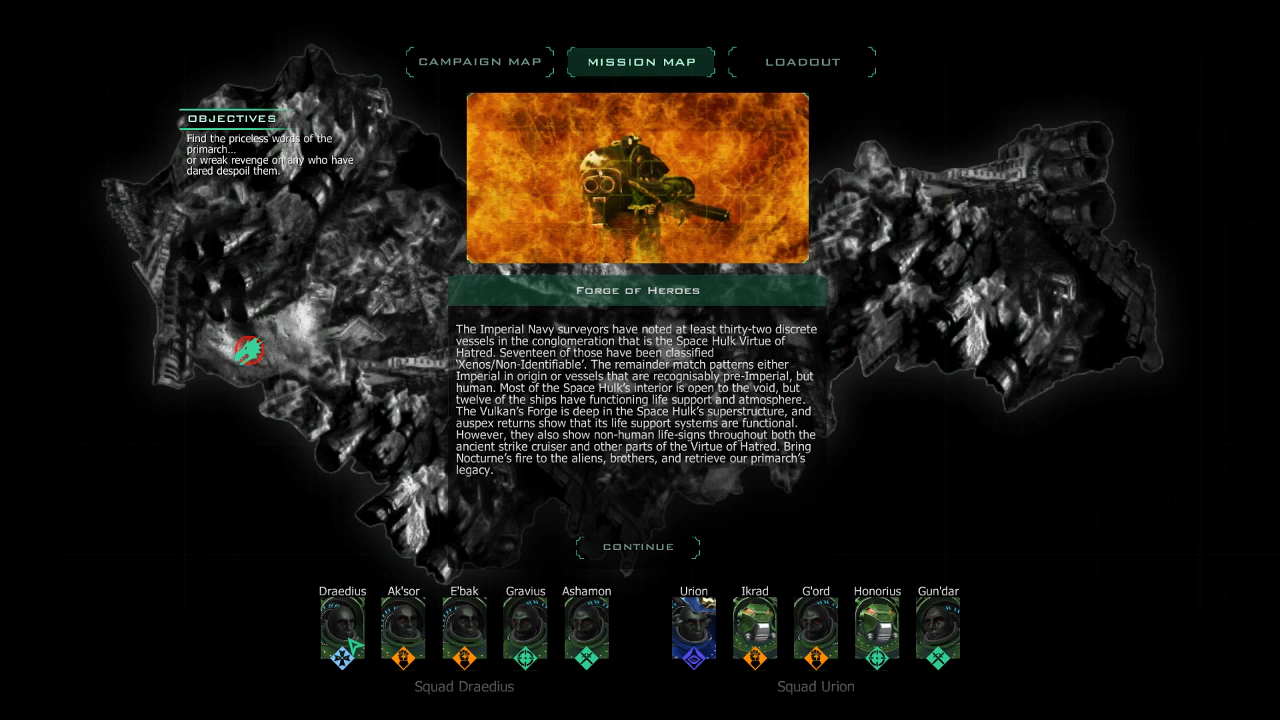 CAMPAIGN MAP
MISSION MAP
LOADOUT
OBJECTIVES
Find the priceless words of the
primarch...
or wreak revenge on any who have
dared despoil them.
Forge of Heroes
The Imperial Navy surveyors have noted at least thirty-two discrete
vessels in the conglomeration that is the Space Hulk Virtue of
Hatred. Seventeen of those have been classified
‘Xenos/Non-Identifiable’. The remainder match patterns either
Imperial in origin or vessels that are recognisably pre-Imperial, but
human. Most of the Space Hulk’s interior is open to the void, but
twelve of the ships have functioning life support and atmosphere.
The Vulkan’s Forge is deep in the Space Hulk’s superstructure, and
auspex returns show that its life support systems are functional.
However, they also show non-human life-signs throughout both the
ancient strike cruiser and other parts of the Virtue of Hatred. Bring
Nocturne’s fire to the aliens, brothers, and retrieve our primarch’s
legacy.
CONTINUE
Draedius
Ak'sor
E'bak
Gravius
Ashamon
Urion
Ikrad
G'ord
Honorius
Gun'dar
Squad Draedius
Squad Urion